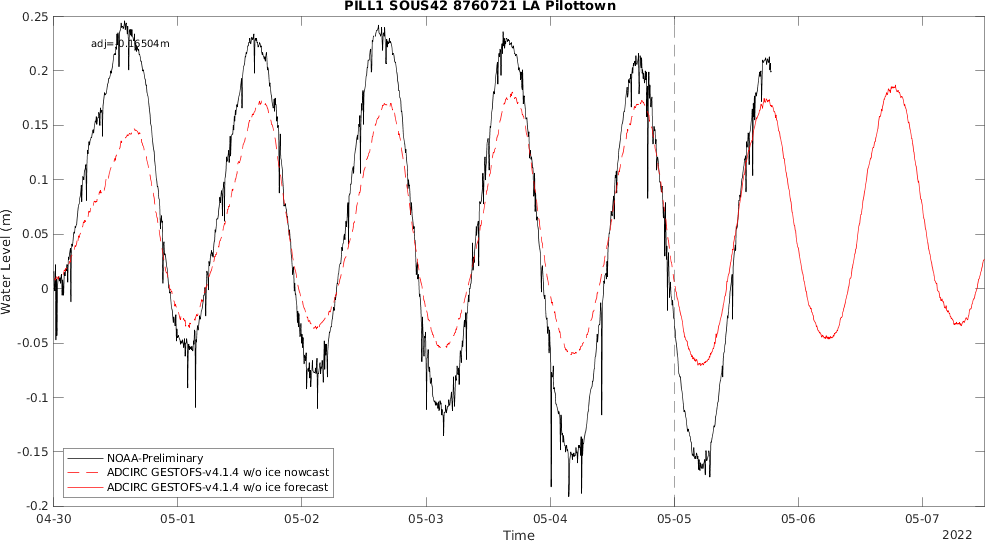 PILL1 SOUS42 8760721 LA Pilottown
adj=-0.16504m
0.25
0.2
0.15
0.1
0.05
0
-0.05
-0.1
-0.15
-0.2
Water Level (m)
NOAA-Preliminary
ADCIRC GESTOFS-v4.1.4 w/o ice nowcast
ADCIRC GESTOFS-v4.1.4 w/o ice forecast
04-30 05-01 05-02 05-03 05-04 05-05 05-06 05-07
Time
2022